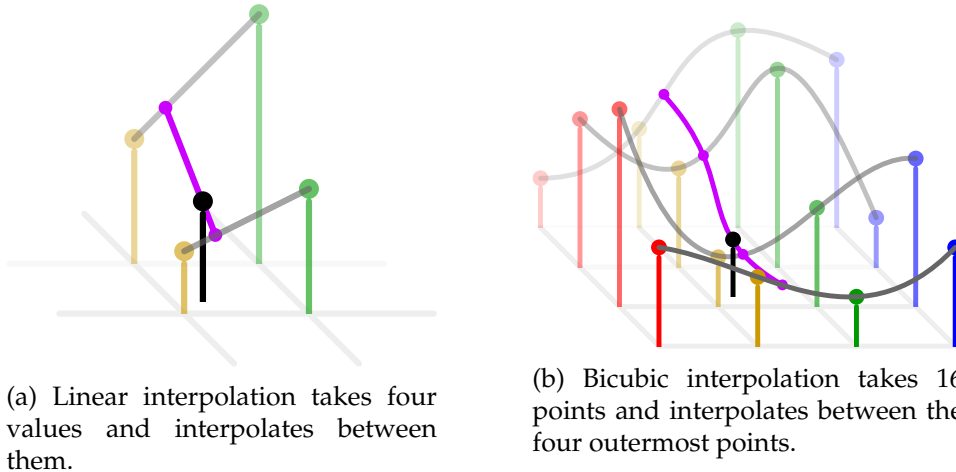 (a) Linear interpolation takes four
values and interpolates between
them.
(b) Bicubic interpolation takes 16
points and interpolates between the
four outermost points.